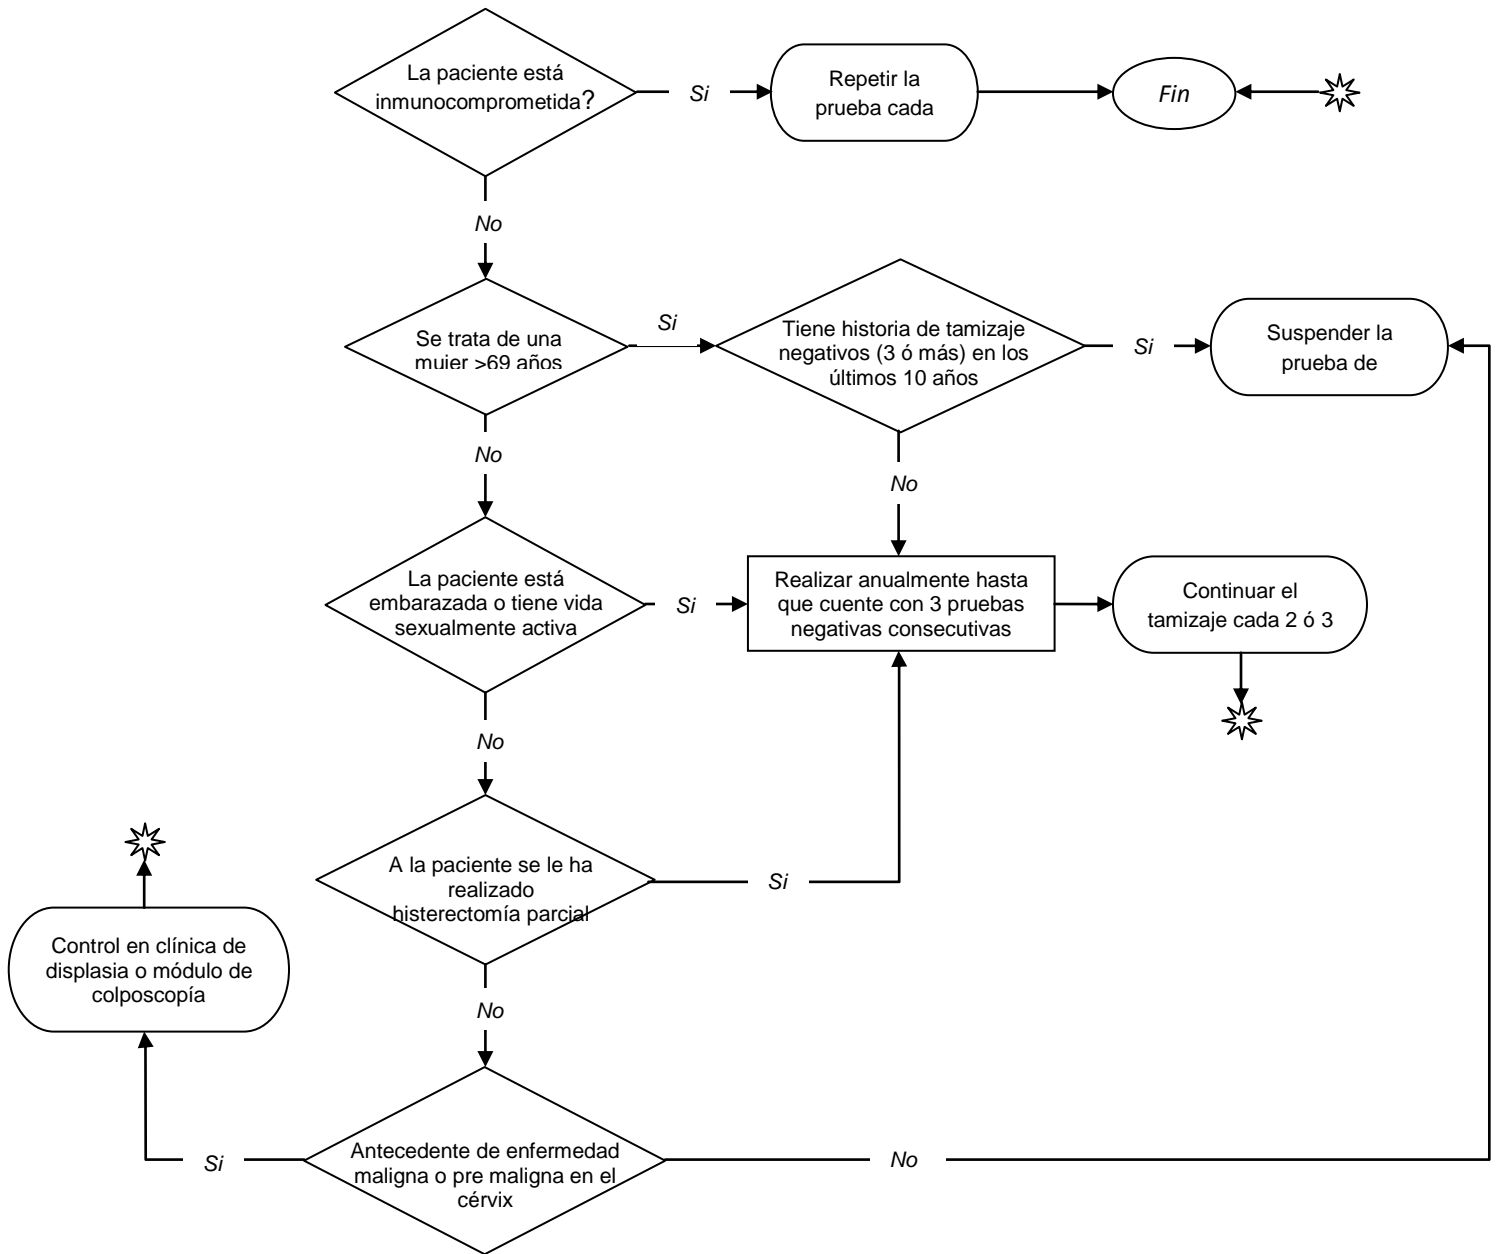 La paciente está
inmunocomprometida?
Si
Repetir la
prueba cada
Fin
No
Se trata de una
mujer >69 años
Si
Tiene historia de tamizaje
negativos (3 ó más) en los
últimos 10 años
Si
Suspender la
prueba de
No
No
La paciente está
embarazada o tiene vida
sexualmente activa
Si
Realizar anualmente hasta
que cuente con 3 pruebas
negativas consecutivas
Continuar el
tamizaje cada 2 ó 3
No
A la paciente se le ha
realizado
histerectomía parcial
Si
Control en clínica de
displasia o módulo de
colposcopía
No
Antecedente de enfermedad
maligna o pre maligna en el
cérvix
Si
No